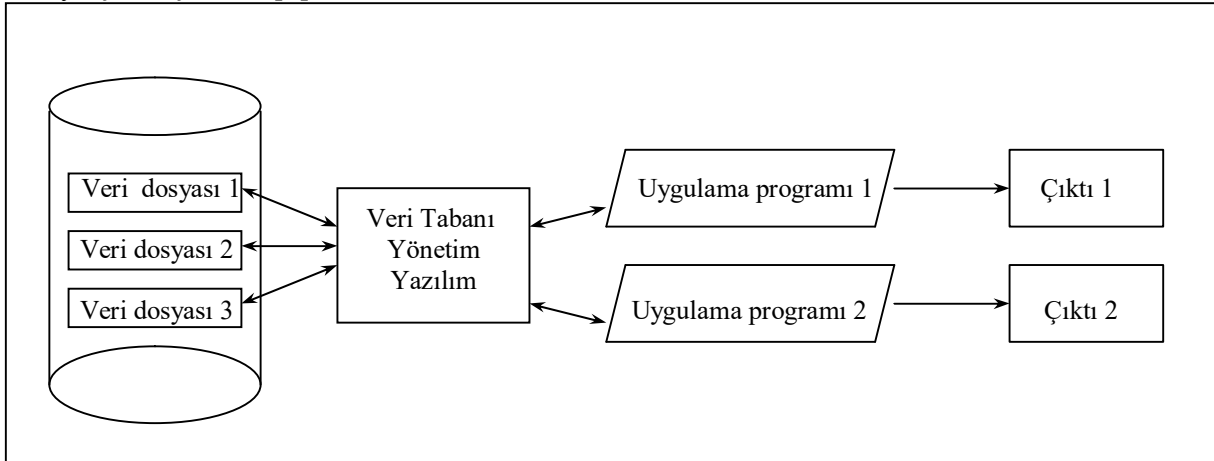 Veri dosyası 1
Veri dosyası 2
Veri dosyası 3
Veri Tabanı
Yönetim
Yazılım
Uygulama programı 1
Uygulama programı 2
Çıktı 1
Çıktı 2